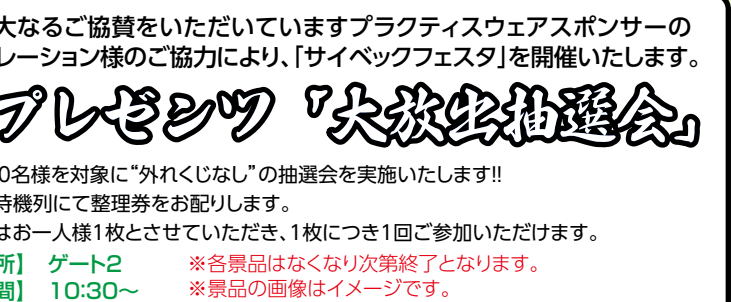 大なるご協賛をいただいていますプラクティスウェアスポンサーの
レーション様のご協力により、「サイベックフェスタ」を開催いたします。
プレゼンツ「大放出抽選会」
0名様を対象に“外れくじなし”の抽選会を実施いたします!!
待機列にて整理券をお配りします。
はお一人様1枚とさせていただき、1枚につき1回ご参加いただけます。
所】 ゲート2 ※各景品はなくなり次第終了となります。
間】 10:30〜 ※景品の画像はイメージです。